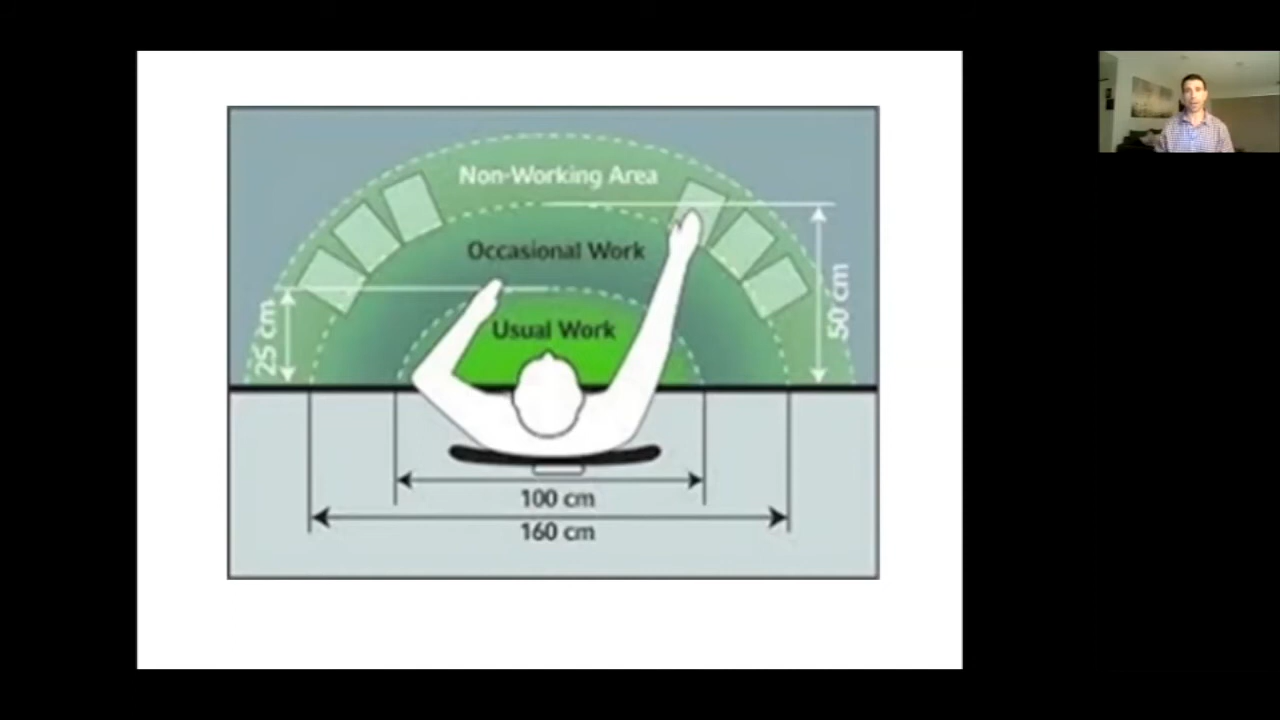 Non-Working Area
Occasional Work
Usual Work
25 cm
50 cm
100 cm
160 cm